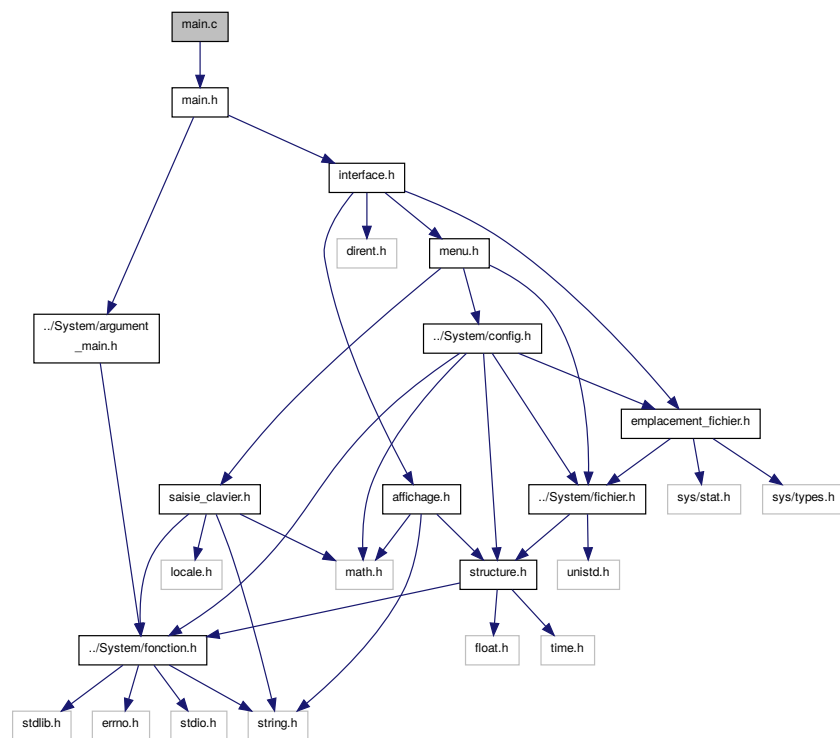 main.c
main.h
interface.h
dirent.h
menu.h
../System/argument
_main.h
../System/config.h
emplacement_fichier.h
saisie_clavier.h
affichage.h
../System/fichier.h
sys/stat.h
sys/types.h
locale.h
math.h
structure.h
unistd.h
../System/fonction.h
float.h
time.h
stdlib.h
errno.h
stdio.h
string.h